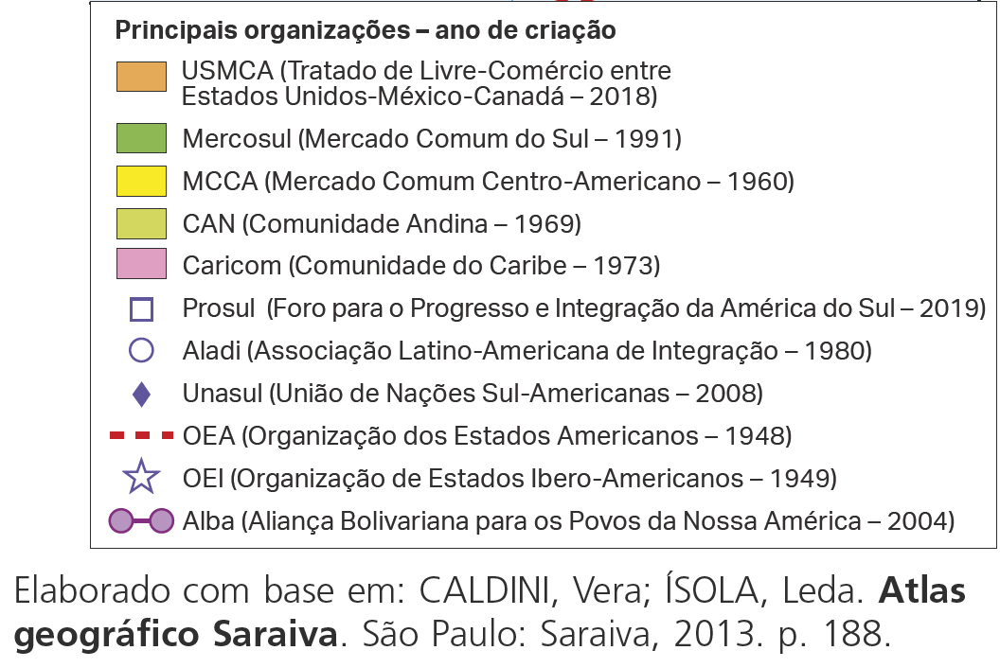 Principais organizações – ano de criação
USMCA (Tratado de Livre-Comércio entre
Estados Unidos-México-Canadá – 2018)
Mercosul (Mercado Comum do Sul – 1991)
MCCA (Mercado Comum Centro-Americano – 1960)
CAN (Comunidade Andina – 1969)
Caricom (Comunidade do Caribe – 1973)
Prosul (Foro para o Progresso e Integração da América do Sul – 2019)
Aladi (Associação Latino-Americana de Integração – 1980)
Unasul (União de Nações Sul-Americanas – 2008)
OEA (Organização dos Estados Americanos – 1948)
OEI (Organização de Estados Ibero-Americanos – 1949)
Alba (Aliança Bolivariana para os Povos da Nossa América – 2004)
Elaborado com base em: CALDINI, Vera; ÍSOLA, Leda. Atlas
geográfico Saraiva. São Paulo: Saraiva, 2013. p. 188.